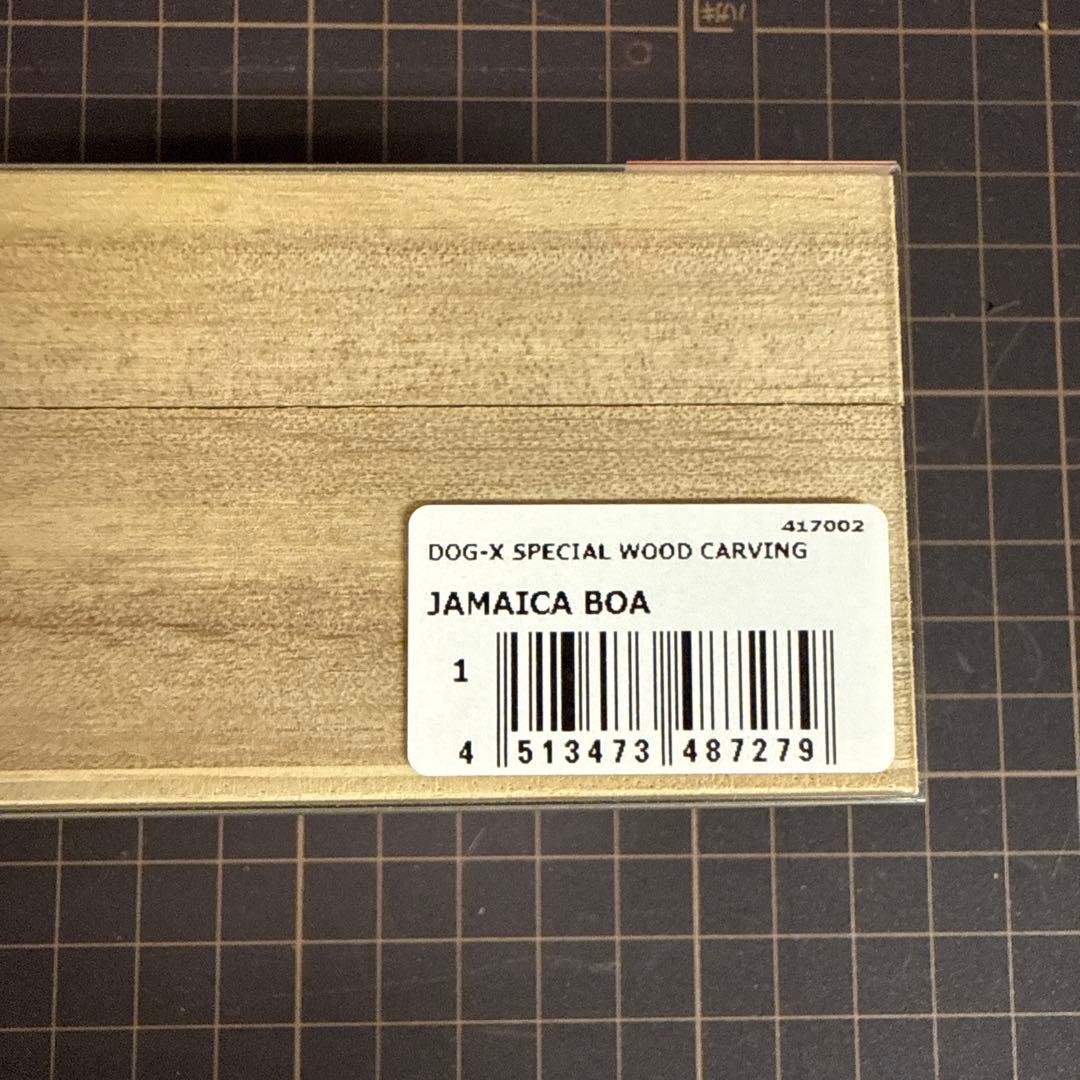 417002
DOG-X SPECIAL WOOD CARVING
JAMAICA BOA
1
4 513473 487279